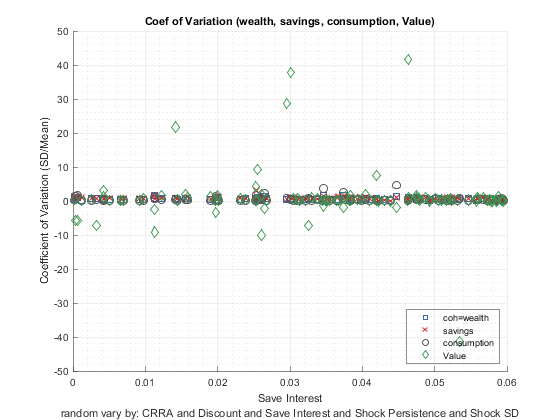 Coef of Variation (wealth, savings, consumption, Value)
50
40
30
20
10
0
-10
-20
-30
-40
-50
Coefficient of Variation (SD/Mean)
0
0.01
0.02
0.03
0.04
0.05
0.06
Save Interest
random vary by: CRRA and Discount and Save Interest and Shock Persistence and Shock SD
coh=wealth
savings
consumption
Value